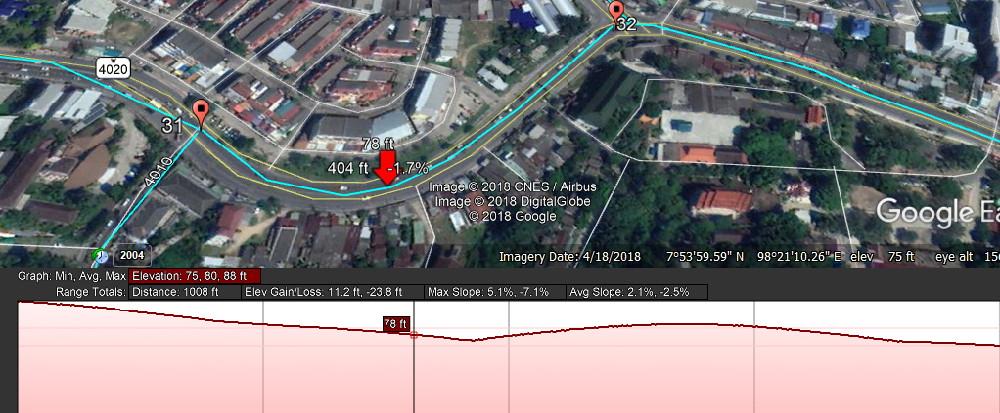 32
4020
31
78 ft
404 ft -1.7%
4010
Image © 2018 CNES / Airbus
Image © 2018 DigitalGlobe
© 2018 Google
Google Ea
2004
Imagery Date: 4/18/2018 7°53'59.59" N 98°21'10.26" E elev 75 ft eye alt 150
Graph: Min, Avg, Max Elevation: 75, 80, 88 ft
Range Totals: Distance: 1008 ft Elev Gain/Loss: 11.2 ft, -23.8 ft Max Slope: 5.1%, -7.1% Avg Slope: 2.1%, -2.5%
78 ft